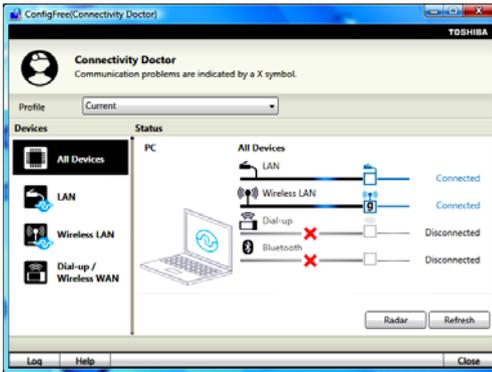 ConfigFree(Connectivity Doctor)
TOSHIBA
Connectivity Doctor
Communication problems are indicated by a X symbol.
Profile
Current
Devices
Status
All Devices
LAN
Wireless LAN
Dial-up /
Wireless WAN
PC
All Devices
LAN
Connected
Wireless LAN
g
Connected
Dial-up
Disconnected
Bluetooth
Disconnected
Radar
Refresh
Log
Help
Close